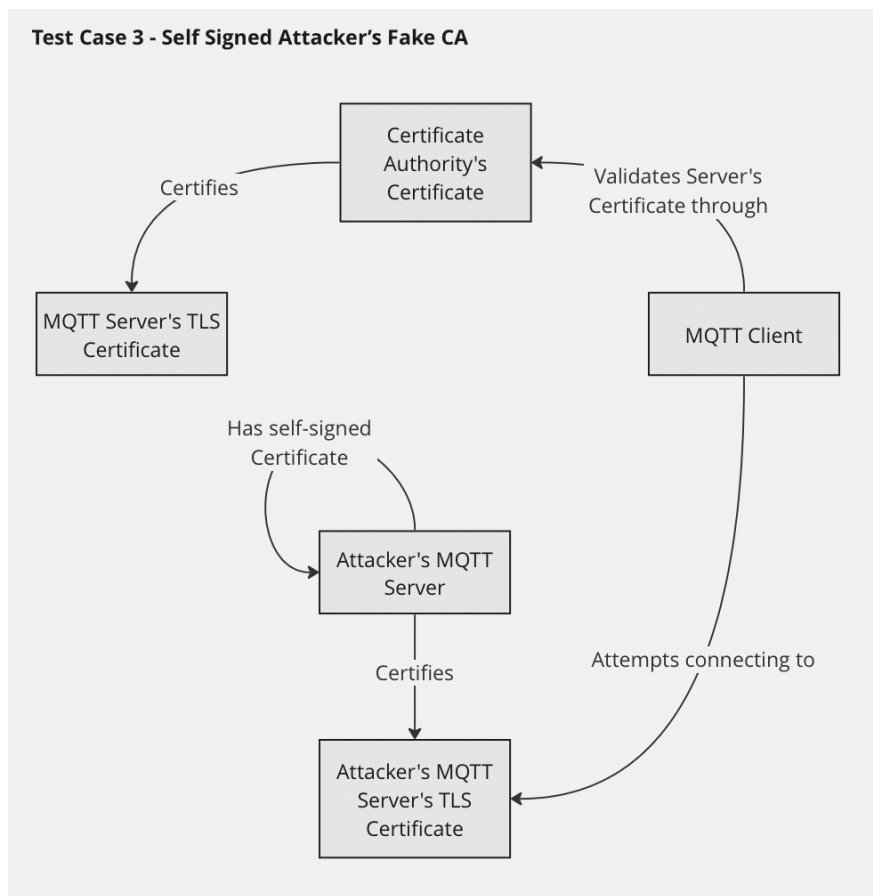 Test Case 3 - Self Signed Attacker’s Fake CA
Certificate
Authority's
Certificate
Certifies
Validates Server's
Certificate through
MQTT Server's TLS
Certificate
MQTT Client
Has self-signed
Certificate
Attacker's MQTT
Server
Certifies
Attempts connecting to
Attacker's MQTT
Server's TLS
Certificate